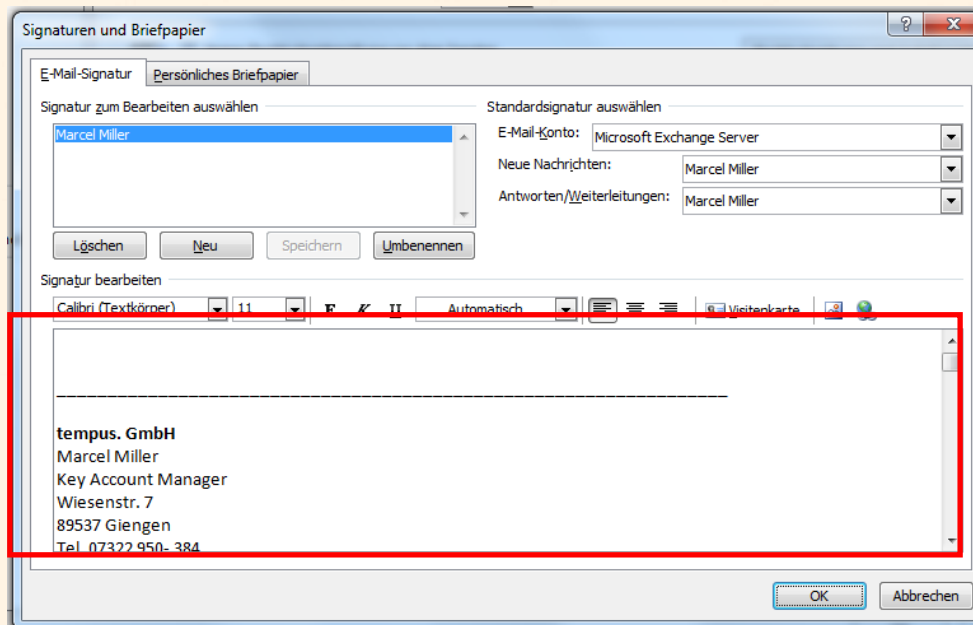 Signaturen und Briefpapier
E-Mail-Signatur Persönliches Briefpapier
Signatur zum Bearbeiten auswählen
Marcel Miller
Löschen Neu Speichern Umbenennen
Standardsignatur auswählen
E-Mail-Konto: Microsoft Exchange Server
Neue Nachrichten: Marcel Miller
Antworten/Weiterleitungen: Marcel Miller
Signatur bearbeiten
Calibri (Textkörper) 11 F K U Automatisch Visitenkarte
tempus. GmbH
Marcel Miller
Key Account Manager
Wiesenstr. 7
89537 Giengen
Tel. 07322 950- 384
OK Abbrechen